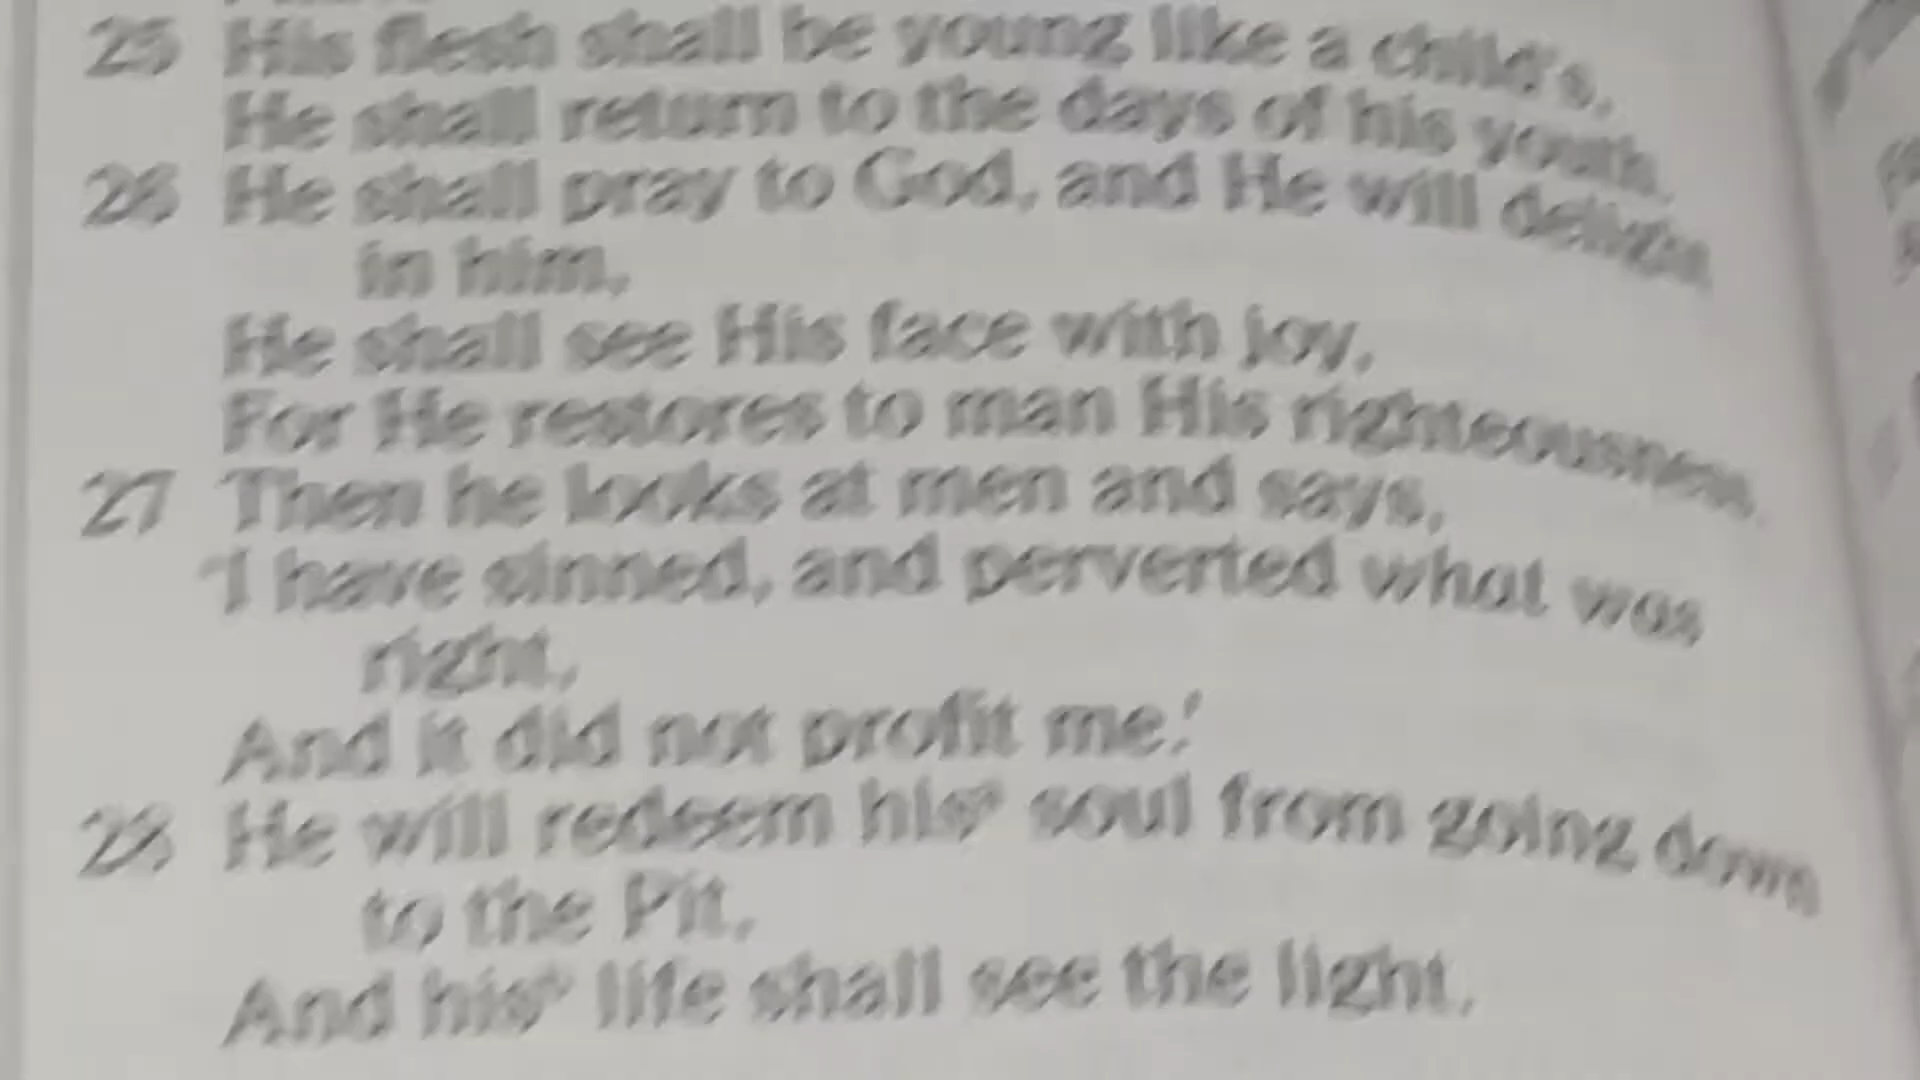 25 His flesh shall be young like a child's,
He shall return to the days of his youth.
26 He shall pray to God, and He will delight
in him,
He shall see His face with joy,
For He restores to man His righteousness.
27 Then he looks at men and says,
'I have sinned, and perverted what was
right,
And it did not profit me.'
28 He will redeem his soul from going down
to the Pit,
And his life shall see the light.